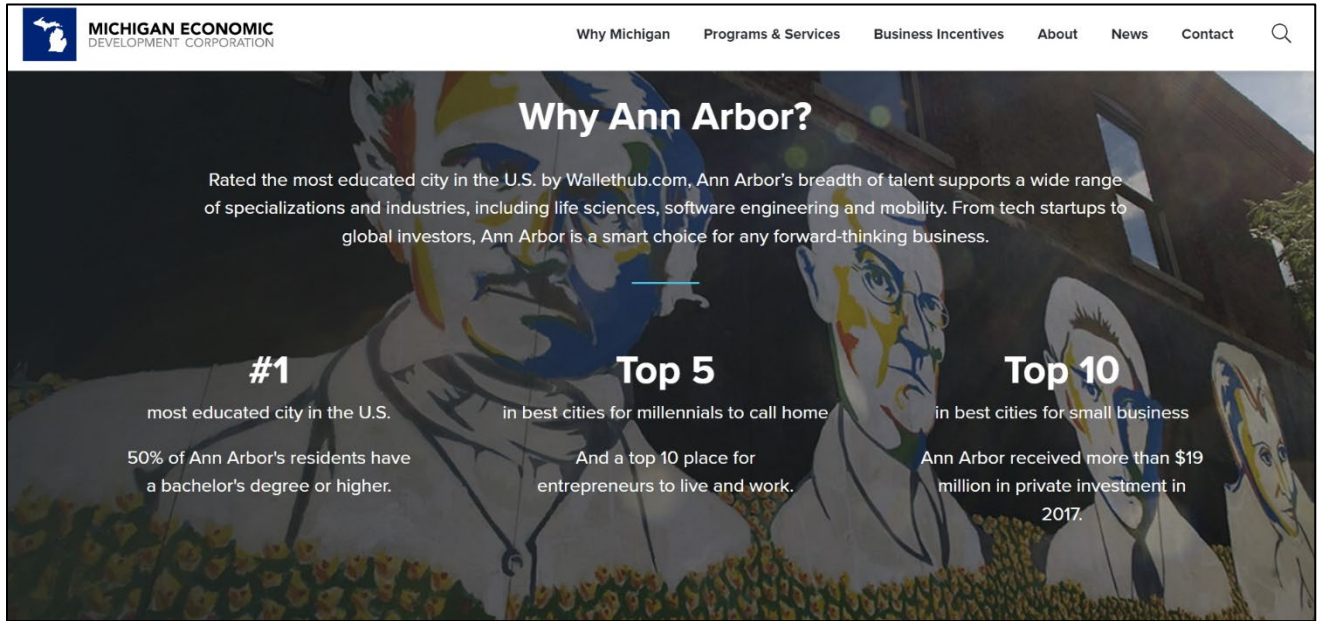 MICHIGAN ECONOMIC
DEVELOPMENT CORPORATION
Why Michigan Programs & Services Business Incentives About News Contact
Why Ann Arbor?
Rated the most educated city in the U.S. by Wallethub.com, Ann Arbor's breadth of talent supports a wide range
of specializations and industries, including life sciences, software engineering and mobility. From tech startups to
global investors, Ann Arbor is a smart choice for any forward-thinking business.
#1
most educated city in the U.S.
50% of Ann Arbor's residents have
a bachelor's degree or higher.
Top 5
in best cities for millennials to call home
And a top 10 place for
entrepreneurs to live and work.
Top 10
in best cities for small business
Ann Arbor received more than $19
million in private investment in
2017.